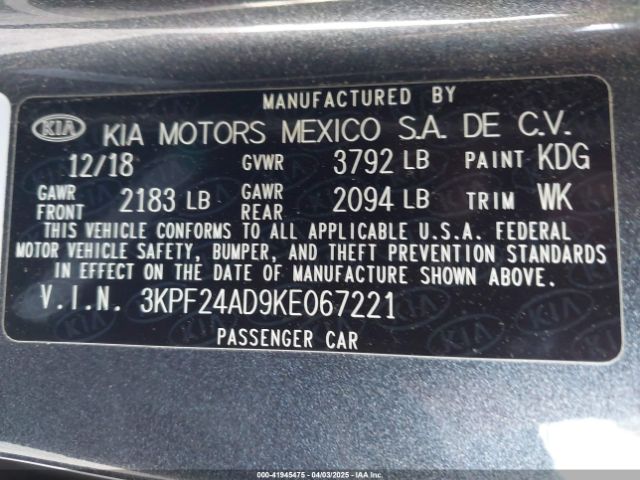 MANUFACTURED BY
KIA KIA MOTORS MEXICO S.A. DE C.V.
12/18 GVWR 3792 LB PAINT KDG
GAWR FRONT 2183 LB GAWR REAR 2094 LB TRIM WK
THIS VEHICLE CONFORMS TO ALL APPLICABLE U.S.A. FEDERAL
MOTOR VEHICLE SAFETY, BUMPER, AND THEFT PREVENTION STANDARDS
IN EFFECT ON THE DATE OF MANUFACTURE SHOWN ABOVE.
V.I.N. 3KPF24AD9KE067221
PASSENGER CAR
000-41945475 | 04/03/2025 | IAA